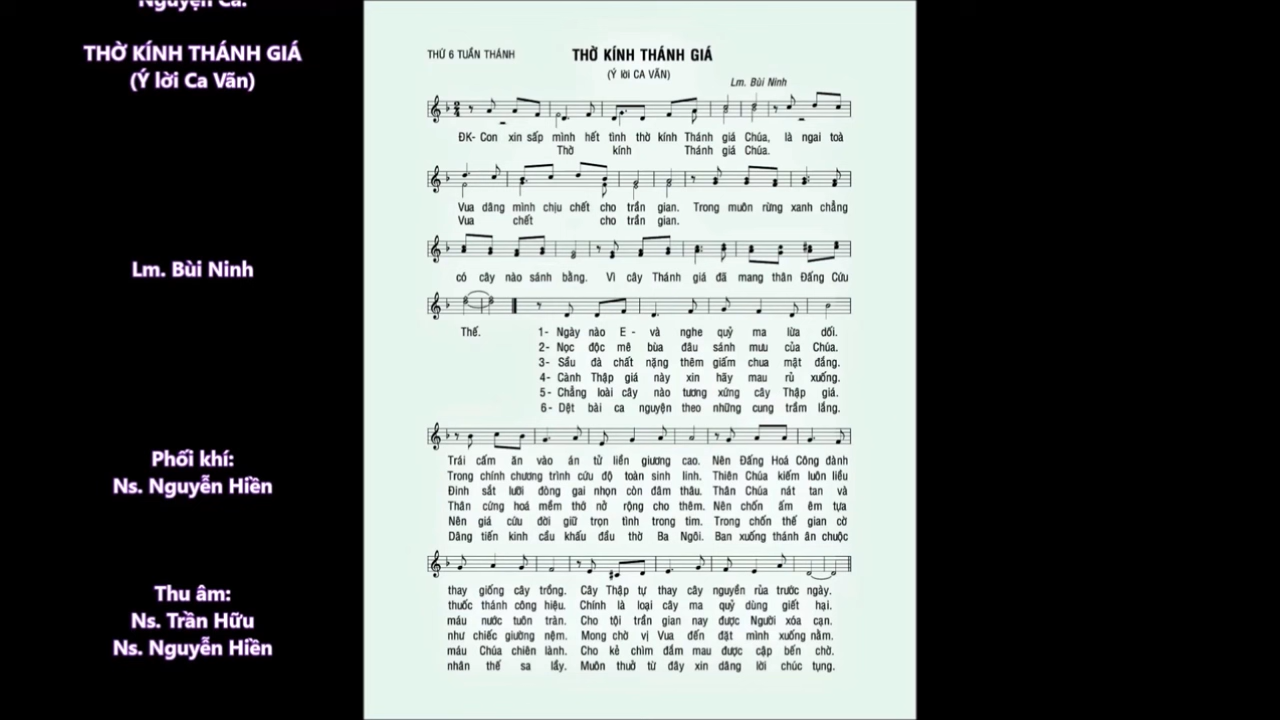 Nguyện Ca:
THỜ KÍNH THÁNH GIÁ
(Ý lời Ca Vãn)
Lm. Bùi Ninh
Phối khí:
Ns. Nguyễn Hiền
Thu âm:
Ns. Trần Hữu
Ns. Nguyễn Hiền
THỨ 6 TUẦN THÁNH
THỜ KÍNH THÁNH GIÁ
(Ý lời CA VÃN)
Lm. Bùi Ninh
ĐK- Con xin sấp mình hết tình thờ kính Thánh giá Chúa, là ngai toà
Thờ kính Thánh giá Chúa.
Vua dâng mình chịu chết cho trần gian. Trong muôn rừng xanh chẳng
Vua chết cho trần gian.
có cây nào sánh bằng. Vì cây Thánh giá đã mang thân Đấng Cứu
Thế. 1- Ngày nào E - và nghe quỷ ma lừa dối.
2- Nọc độc mê bùa đâu sánh mưu của Chúa.
3- Sầu đà chất nặng thêm giấm chua mật đắng.
4- Cành Thập giá này xin hãy mau rủ xuống.
5- Chẳng loài cây nào tương xứng cây Thập giá.
6- Dệt bài ca nguyện theo những cung trầm lắng.
Trái cấm ăn vào án tử liền giương cao. Nên Đấng Hoá Công đành
Trong chính chương trình cứu độ toàn sinh linh. Thiên Chúa kiếm luôn liều
Đinh sắt lưỡi đòng gai nhọn còn đâm thâu. Thân Chúa nát tan và
Thân cứng hoá mềm thớ nở rộng cho thêm. Nên chốn ấm êm tựa
Nên giá cứu đời giữ trọn tình trong tim. Trong chốn thế gian cờ
Dâng tiến kinh cầu khấu đầu thờ Ba Ngôi. Ban xuống thánh ân chuộc
thay giống cây trồng. Cây Thập tự thay cây nguyền rủa trước ngày.
thuốc thánh công hiệu. Chính là loại cây ma quỷ dùng giết hại.
máu nước tuôn tràn. Cho tội trần gian nay được Người xóa cạn.
như chiếc giường nệm. Mong chờ vị Vua đến đặt mình xuống nằm.
máu Chúa chiên lành. Cho kẻ chìm đắm mau được cập bến chờ.
nhân thế sa lầy. Muôn thuở từ đây xin dâng lời chúc tụng.